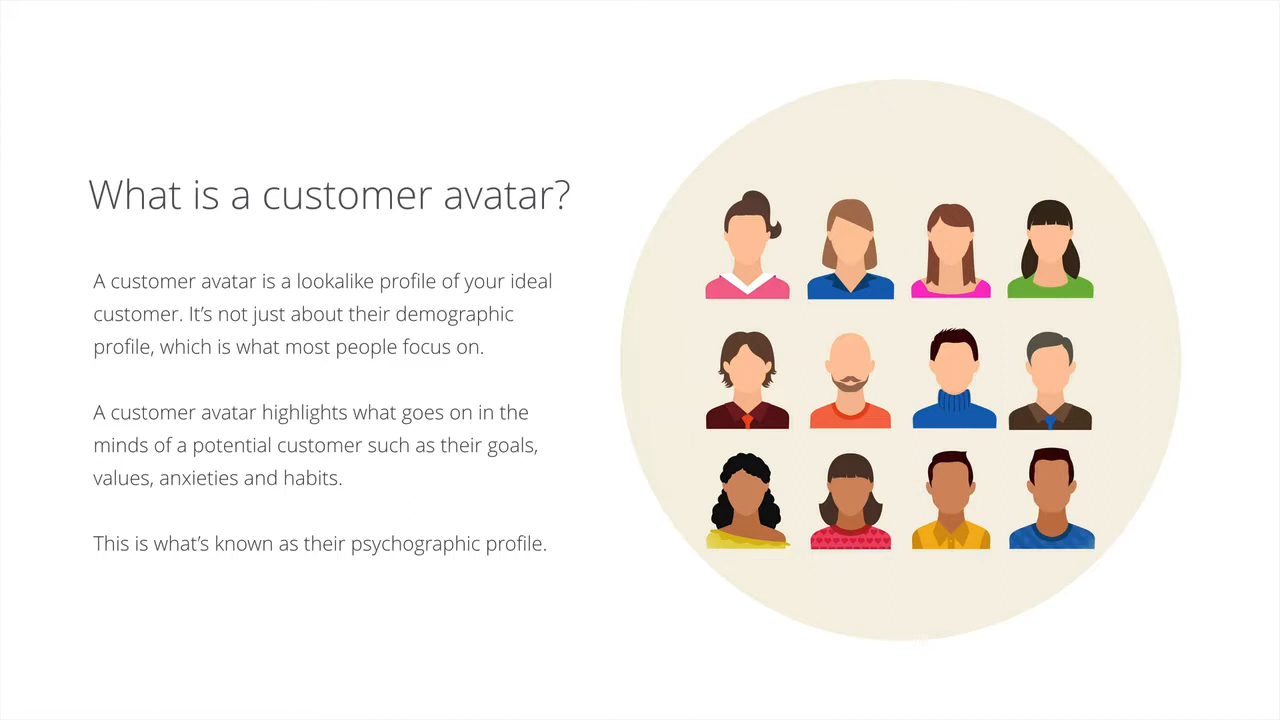 What is a customer avatar?
A customer avatar is a lookalike profile of your ideal
customer. It’s not just about their demographic
profile, which is what most people focus on.
A customer avatar highlights what goes on in the
minds of a potential customer such as their goals,
values, anxieties and habits.
This is what’s known as their psychographic profile.